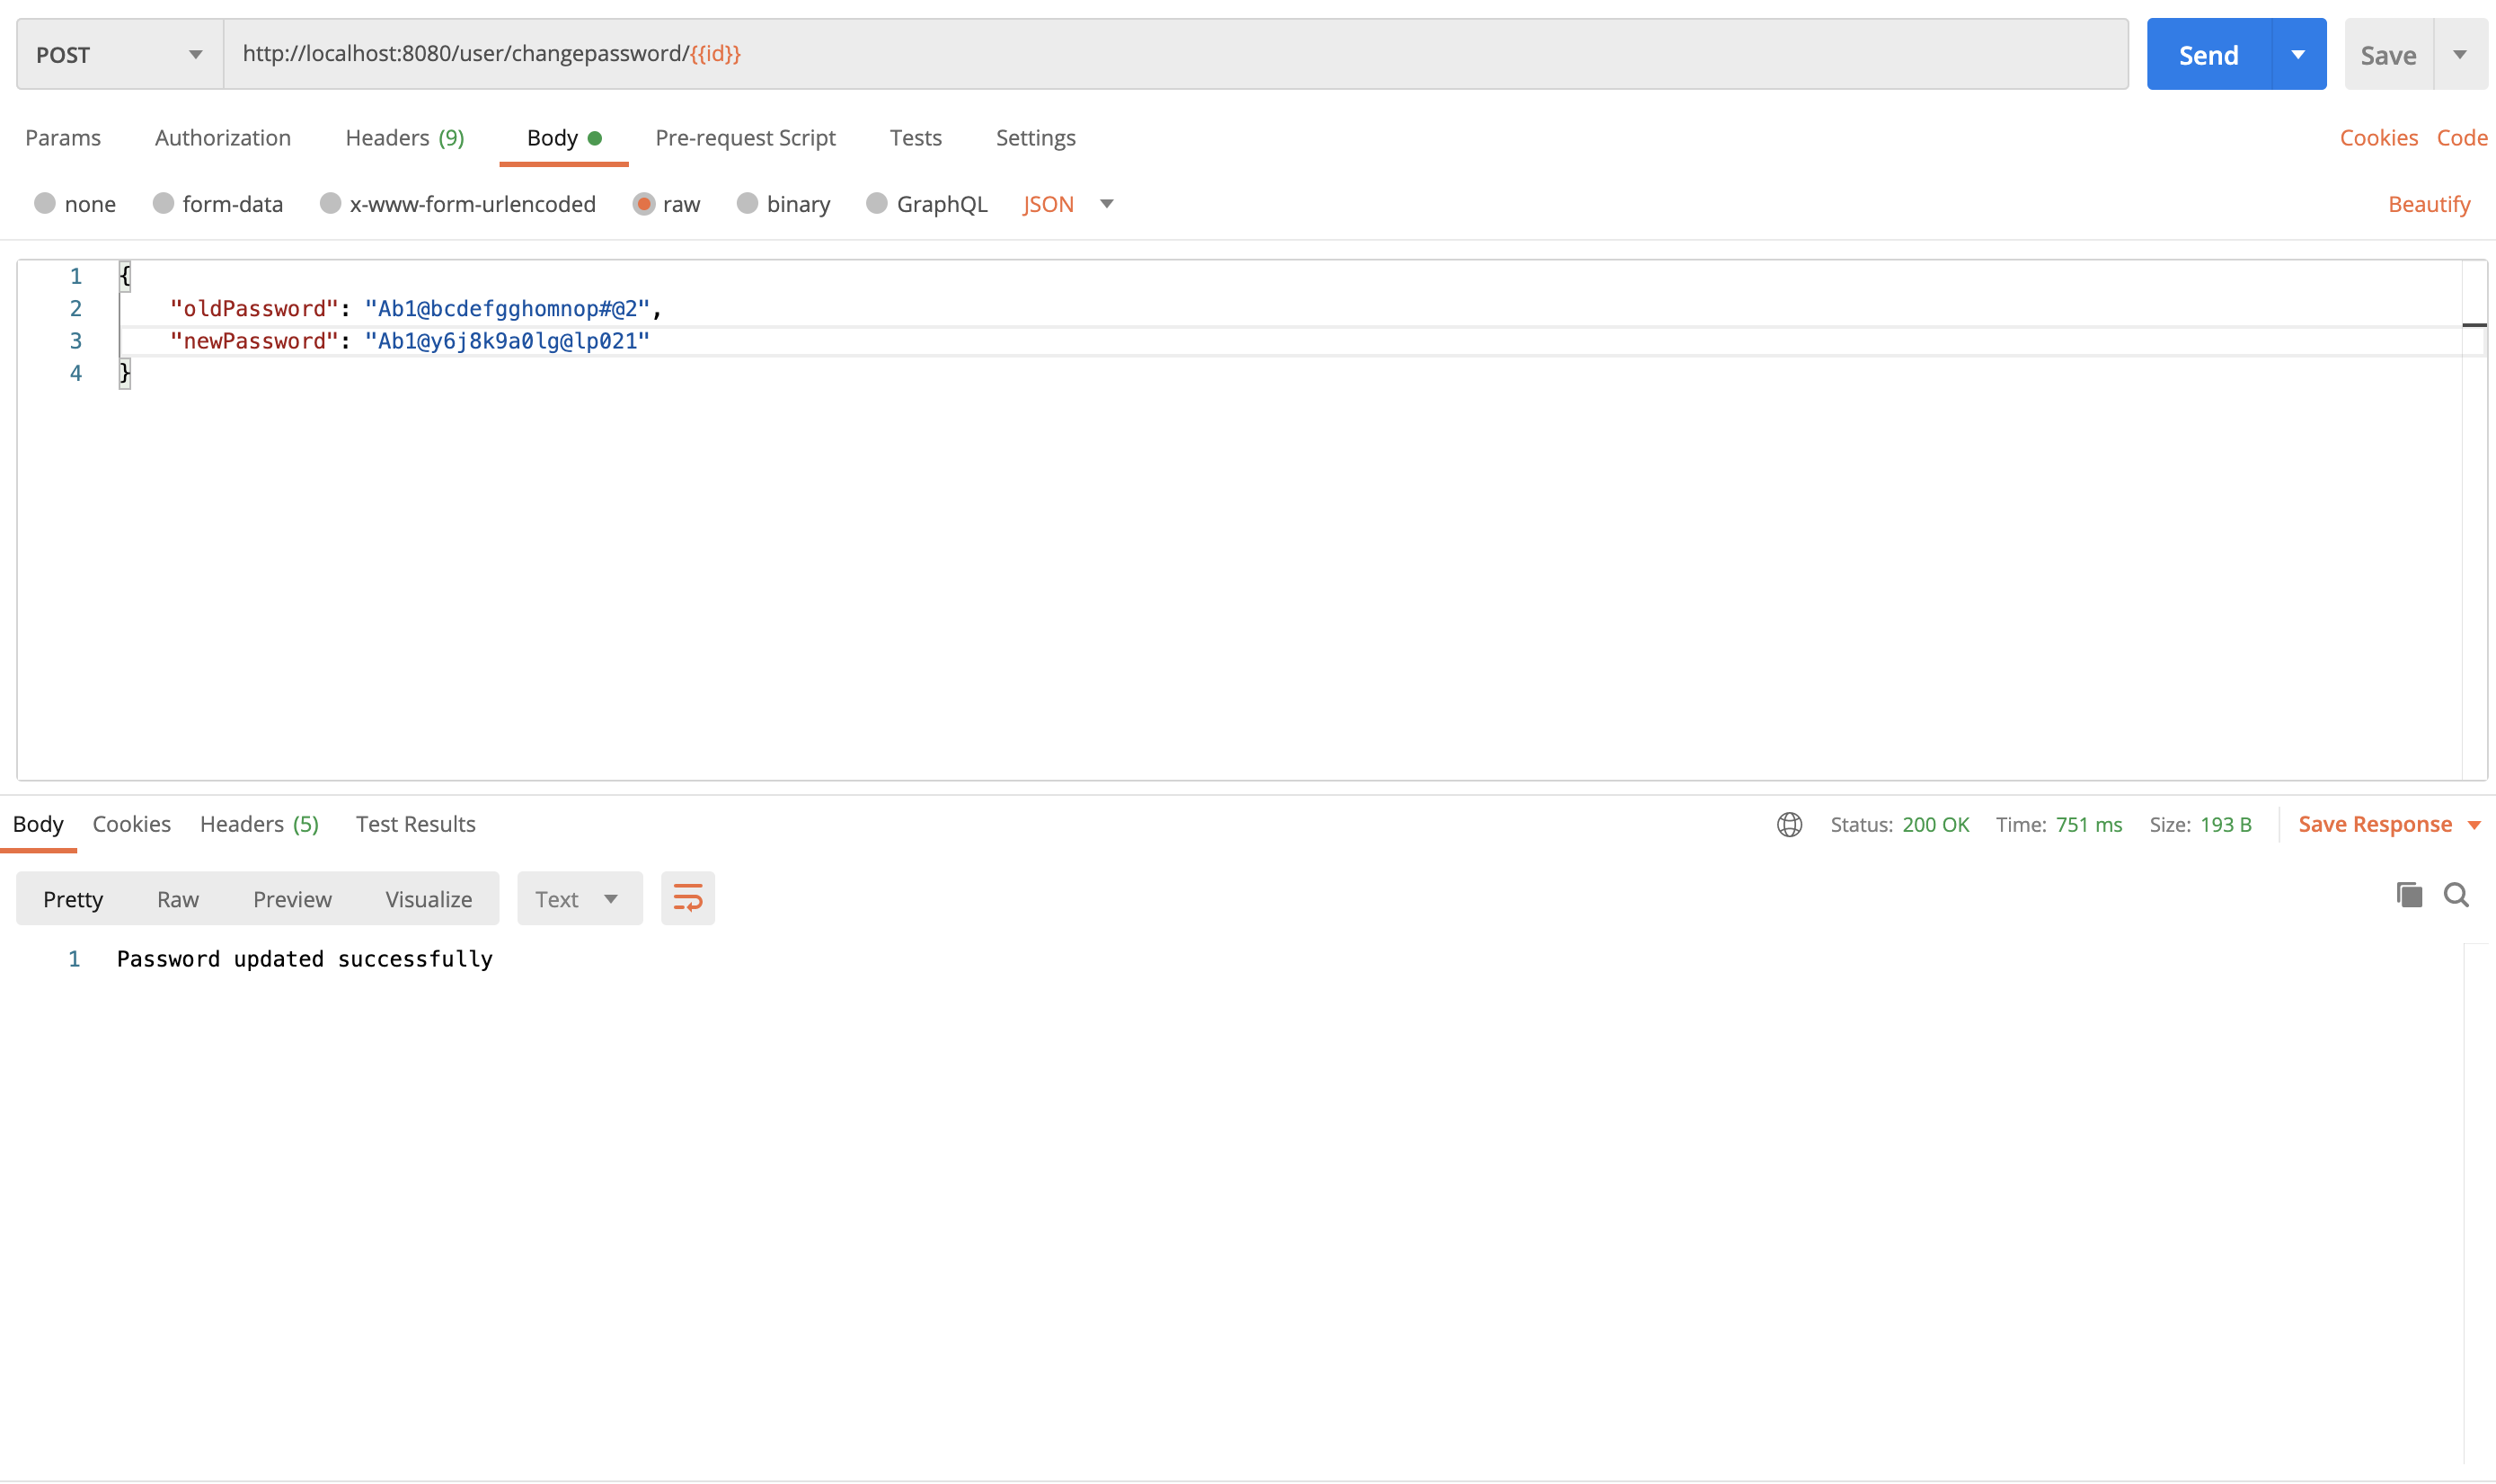 POST http://localhost:8080/user/changepassword/{{id}} Send Save
Params Authorization Headers (9) Body Pre-request Script Tests Settings Cookies Code
none form-data x-www-form-urlencoded raw binary GraphQL JSON Beautify
1 {
2 "oldPassword": "Ab1@bcdefgghomnop#@2",
3 "newPassword": "Ab1@y6j8k9a0lg@lp021"
4 }
Body Cookies Headers (5) Test Results Status: 200 OK Time: 751 ms Size: 193 B Save Response
Pretty Raw Preview Visualize Text
1 Password updated successfully